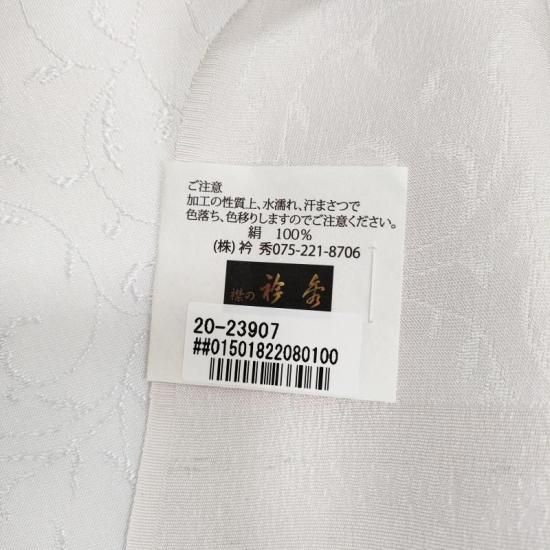 ご注意
加工の性質上、水濡れ、汗まさつで
色落ち、色移りしますのでご注意ください。
絹 100%
(株) 衿 秀075-221-8706
襟の 衿秀
20-23907
##01501822080100